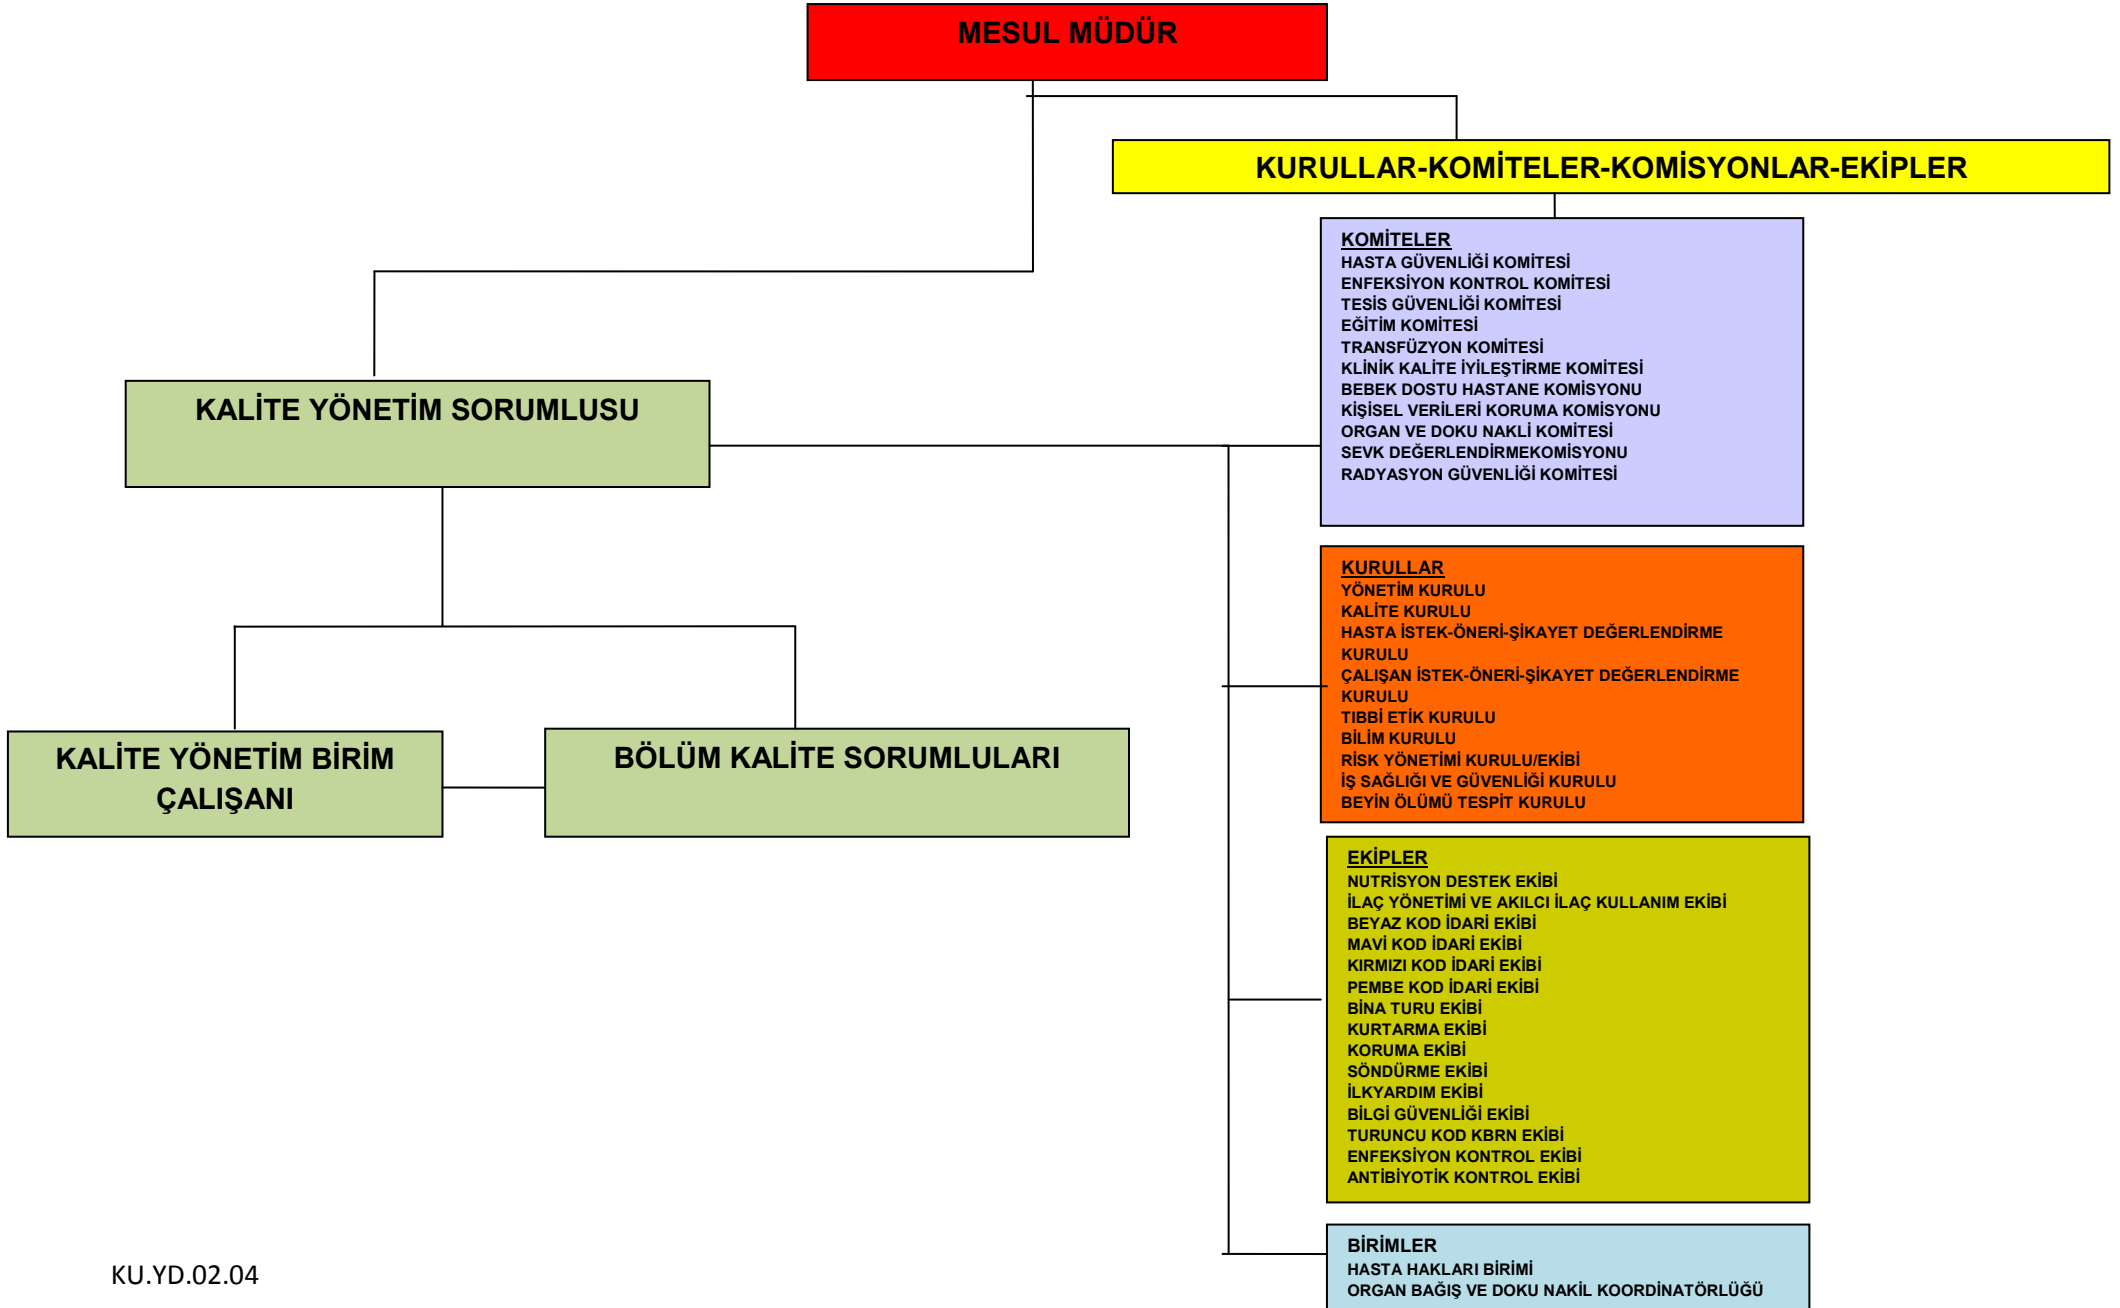 MESUL MÜDÜR
KURULLAR-KOMİTELER-KOMİSYONLAR-EKİPLER
KOMİTELER
HASTA GÜVENLİĞİ KOMİTESİ
ENFEKSİYON KONTROL KOMİTESİ
TESİS GÜVENLİĞİ KOMİTESİ
EĞİTİM KOMİTESİ
TRANSFÜZYON KOMİTESİ
KLİNİK KALİTE İYİLEŞTİRME KOMİTESİ
BEBEK DOSTU HASTANE KOMİSYONU
KİŞİSEL VERİLERİ KORUMA KOMİSYONU
ORGAN VE DOKU NAKLİ KOMİTESİ
SEVK DEĞERLENDİRMEKOMİSYONU
RADYASYON GÜVENLİĞİ KOMİTESİ
KALİTE YÖNETİM SORUMLUSU
KURULLAR
YÖNETİM KURULU
KALİTE KURULU
HASTA İSTEK-ÖNERİ-ŞİKAYET DEĞERLENDİRME
KURULU
ÇALIŞAN İSTEK-ÖNERİ-ŞİKAYET DEĞERLENDİRME
KURULU
TIBBİ ETİK KURULU
BİLİM KURULU
RİSK YÖNETİMİ KURULU/EKİBİ
İŞ SAĞLIĞI VE GÜVENLİĞİ KURULU
BEYİN ÖLÜMÜ TESPİT KURULU
KALİTE YÖNETİM BİRİM
ÇALIŞANI
BÖLÜM KALİTE SORUMLULARI
EKİPLER
NUTRİSYON DESTEK EKİBİ
İLAÇ YÖNETİMİ VE AKILCI İLAÇ KULLANIM EKİBİ
BEYAZ KOD İDARİ EKİBİ
MAVİ KOD İDARİ EKİBİ
KIRMIZI KOD İDARİ EKİBİ
PEMBE KOD İDARİ EKİBİ
BİNA TURU EKİBİ
KURTARMA EKİBİ
KORUMA EKİBİ
SÖNDÜRME EKİBİ
İLKYARDIM EKİBİ
BİLGİ GÜVENLİĞİ EKİBİ
TURUNCU KOD KBRN EKİBİ
ENFEKSİYON KONTROL EKİBİ
ANTİBİYOTİK KONTROL EKİBİ
BİRİMLER
HASTA HAKLARI BİRİMİ
ORGAN BAĞIŞ VE DOKU NAKİL KOORDİNATÖRLÜĞÜ
KU.YD.02.04